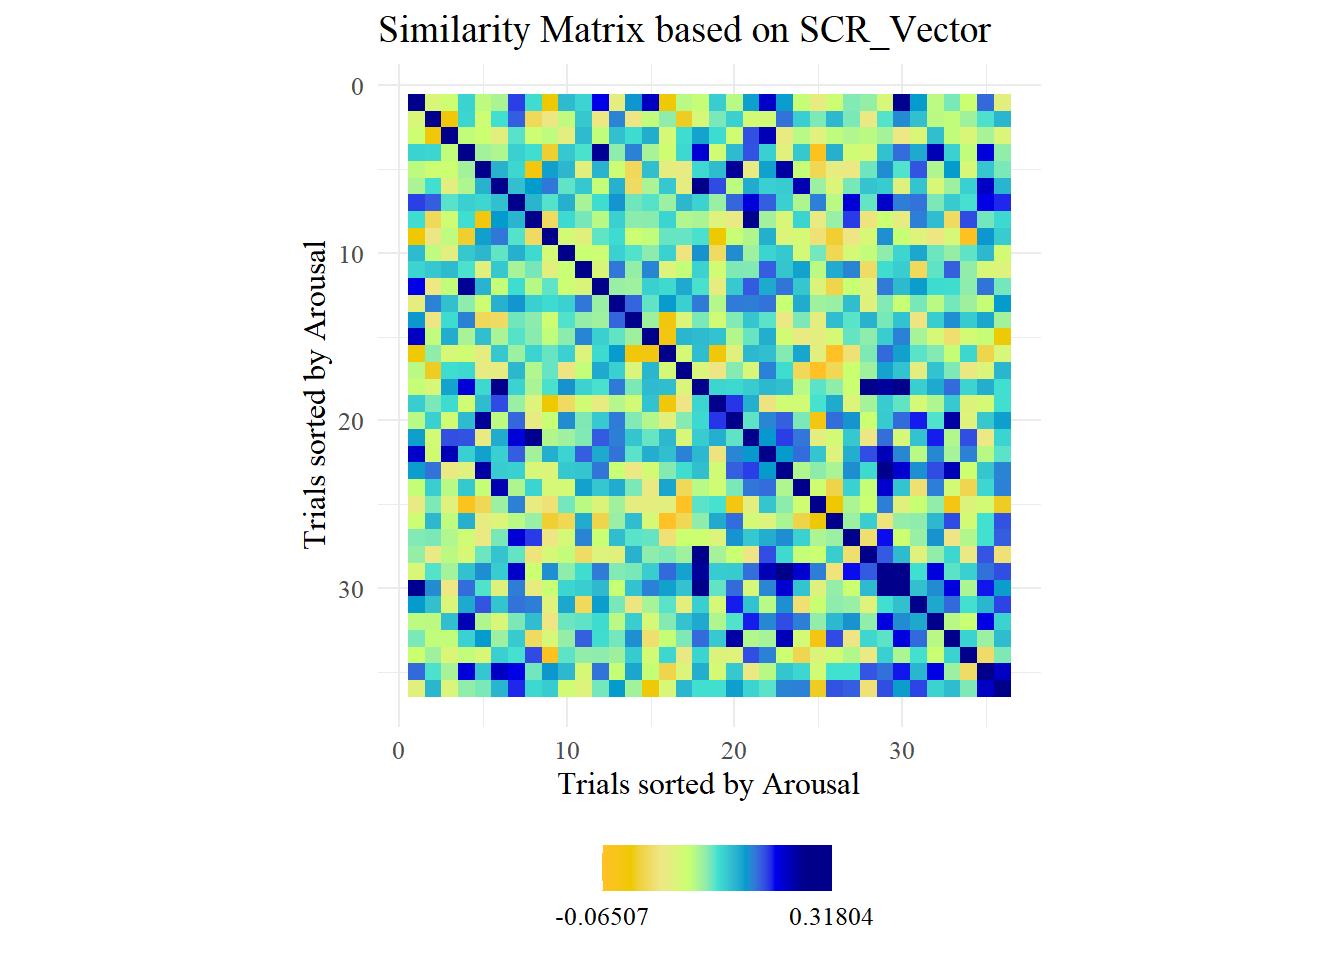 Similarity Matrix based on SCR_Vector
0
10
20
30
Trials sorted by Arousal
0 10 20 30
Trials sorted by Arousal
-0.06507 0.31804